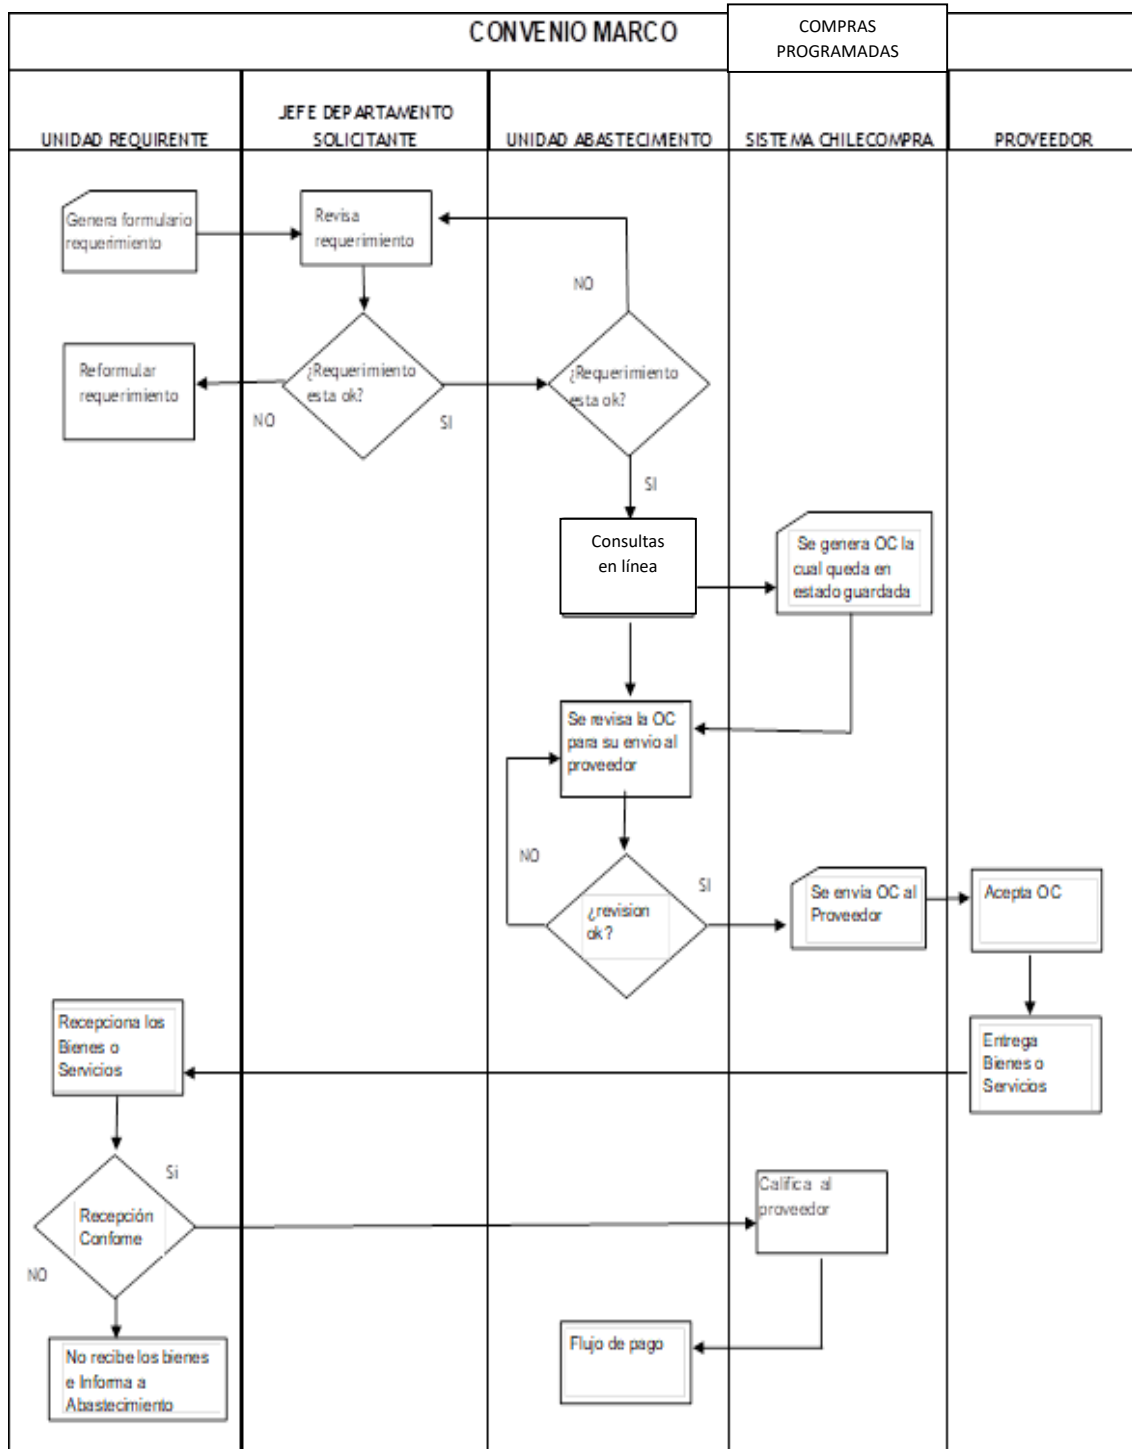 CONVENIO MARCO
COMPRAS
PROGRAMADAS
UNIDAD REQUIRENTE
JEFE DEPARTAMENTO
SOLICITANTE
UNIDAD ABASTECIMENTO
SISTEMA CHILECOMPRA
PROVEEDOR
Genera formulario
requerimiento
Revisa
requerimiento
NO
Reformular
requerimiento
¿Requerimiento
esta ok?
¿Requerimiento
esta ok?
NO
SI
SI
Consultas
en línea
Se genera OC la
cual queda en
estado guardada
Se revisa la OC
para su envio al
proveedor
NO
SI
¿revision
ok?
Se envia OC al
Proveedor
Acepta OC
Recepciona los
Bienes o
Servicios
Entrega
Bienes o
Servicios
Si
Recepción
Confome
NO
Califica al
proveedor
No recibe los bienes
e Informa a
Abastecimiento
Flujo de pago